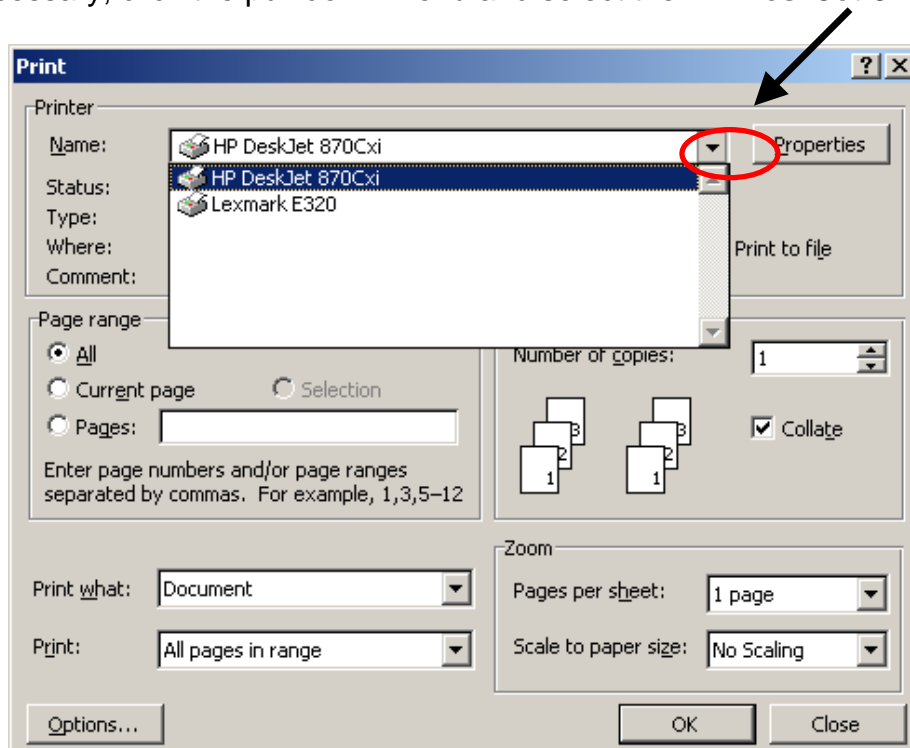 Print
Printer
Name: HP DeskJet 870Cxi Properties
HP DeskJet 870Cxi
Status:
Lexmark E320
Type:
Where: Print to file
Comment:
Page range
All Number of copies: 1
Current page Selection
Pages: Collate
Enter page numbers and/or page ranges
separated by commas. For example, 1,3,5–12
3 3
2 2
1 1
Zoom
Print what: Document Pages per sheet: 1 page
Print: All pages in range Scale to paper size: No Scaling
Options... OK Close